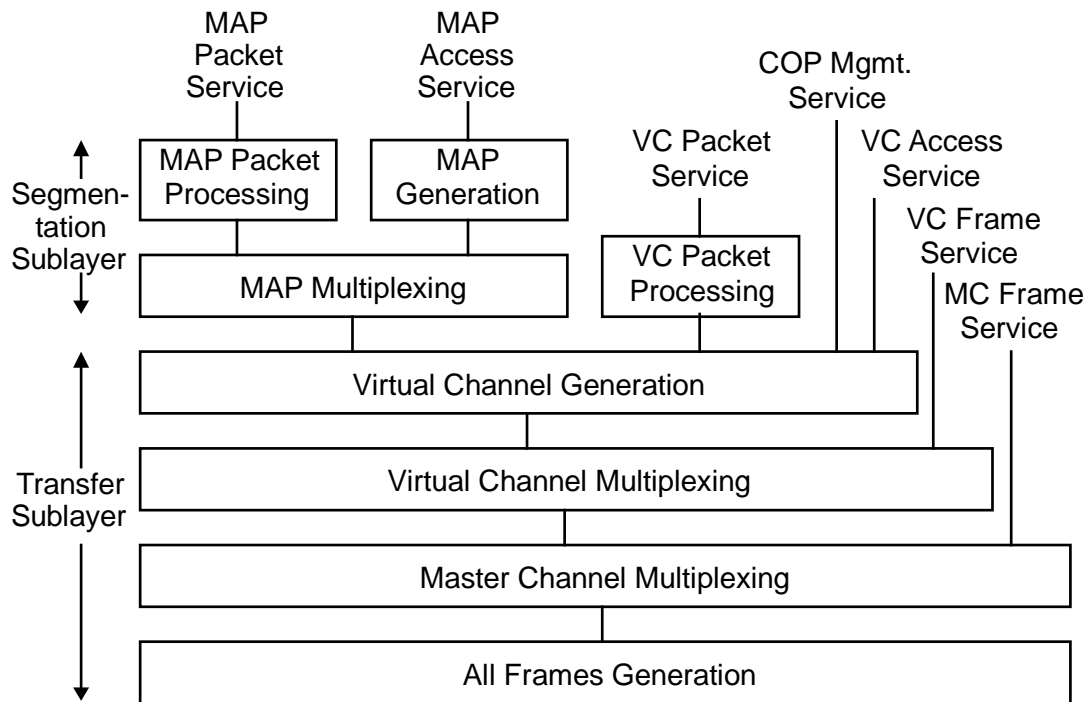 MAP
Packet
Service
MAP
Access
Service
COP Mgmt.
Service
VC Packet
Service
VC Access
Service
VC Frame
Service
MC Frame
Service
Segmen-
tation
Sublayer
MAP Packet
Processing
MAP
Generation
VC Packet
Processing
MAP Multiplexing
Transfer
Sublayer
Virtual Channel Generation
Virtual Channel Multiplexing
Master Channel Multiplexing
All Frames Generation